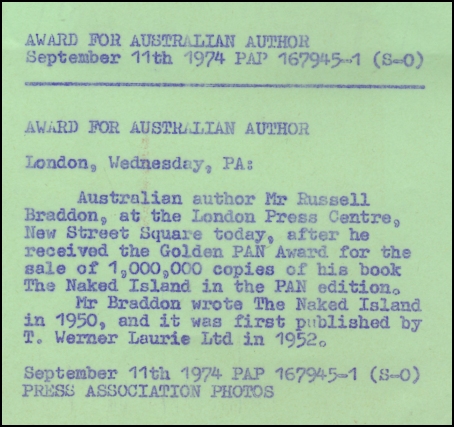 AWARD FOR AUSTRALIAN AUTHOR
September 11th 1974 PAP 167945-1 (S-O)
AWARD FOR AUSTRALIAN AUTHOR
London, Wednesday, PA:
Australian author Mr Russell
Braddon, at the London Press Centre,
New Street Square today, after he
received the Golden PAN Award for the
sale of 1,000,000 copies of his book
The Naked Island in the PAN edition.
Mr Braddon wrote The Naked Island
in 1950, and it was first published by
T. Werner Laurie Ltd in 1952.
September 11th 1974 PAP 167945-1 (S-O)
PRESS ASSOCIATION PHOTOS